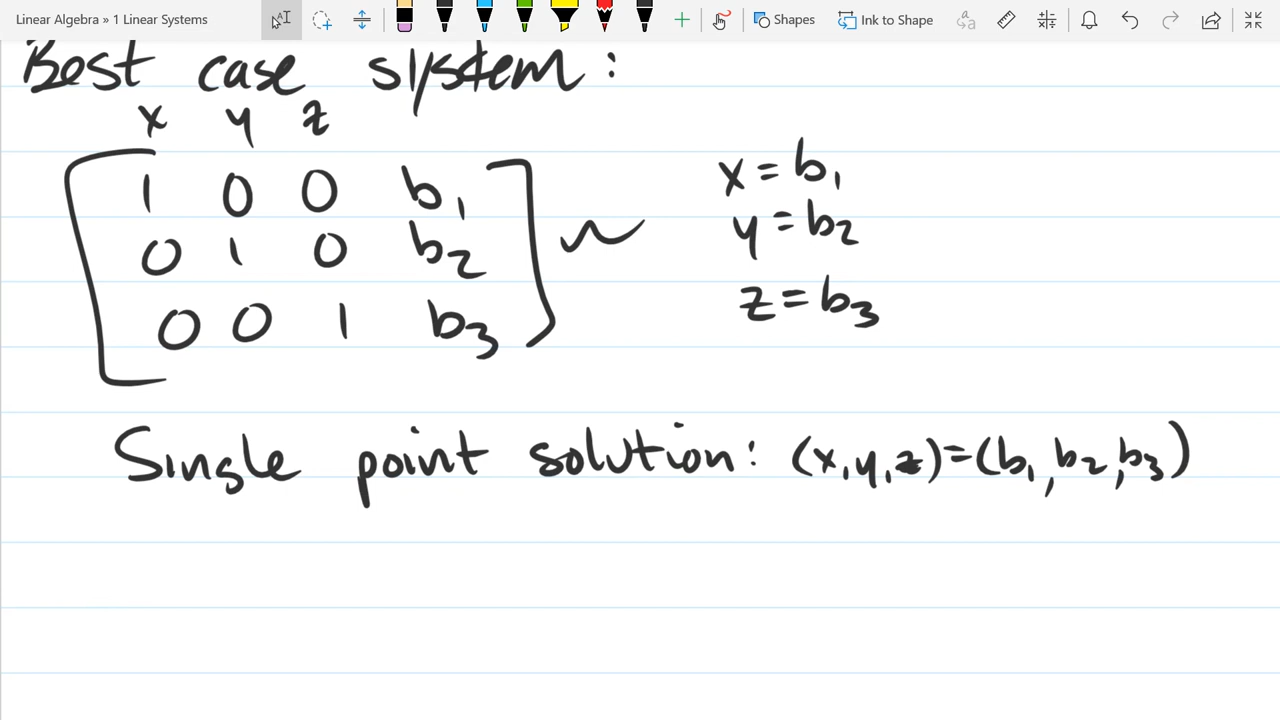 Linear Algebra » 1 Linear Systems
Shapes
Ink to Shape
Best case system:
x y z
1 0 0 b₁
0 1 0 b₂
0 0 1 b₃
~
x = b₁
y = b₂
z = b₃
Single point solution: (x,y,z)=(b₁,b₂,b₃)